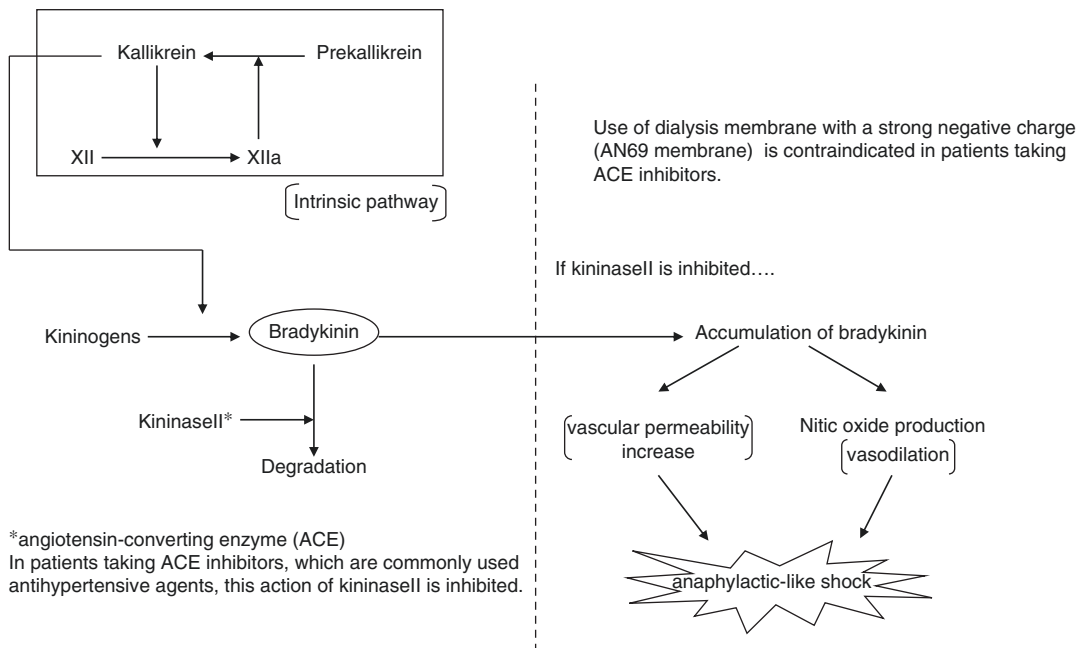 Kallikrein
Prekallikrein
XII
XIIa
Intrinsic pathway
Kininogens
Bradykinin
KininaseII*
Degradation
*angiotensin-converting enzyme (ACE)
In patients taking ACE inhibitors, which are commonly used
antihypertensive agents, this action of kininaseII is inhibited.
Use of dialysis membrane with a strong negative charge
(AN69 membrane) is contraindicated in patients taking
ACE inhibitors.
If kininaseII is inhibited....
Accumulation of bradykinin
vascular permeability
increase
Nitic oxide production
vasodilation
anaphylactic-like shock